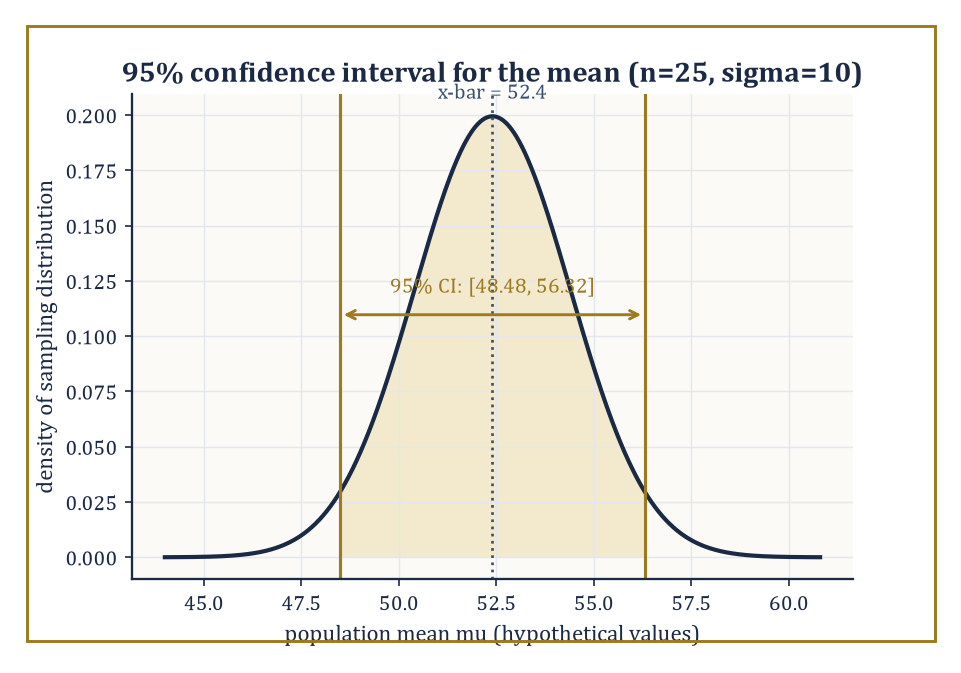 95% confidence interval for the mean (n=25, sigma=10)
x-bar = 52.4
density of sampling distribution
0.200
0.175
0.150
0.125
0.100
0.075
0.050
0.025
0.000
95% CI: [48.48, 56.32]
45.0 47.5 50.0 52.5 55.0 57.5 60.0
population mean mu (hypothetical values)